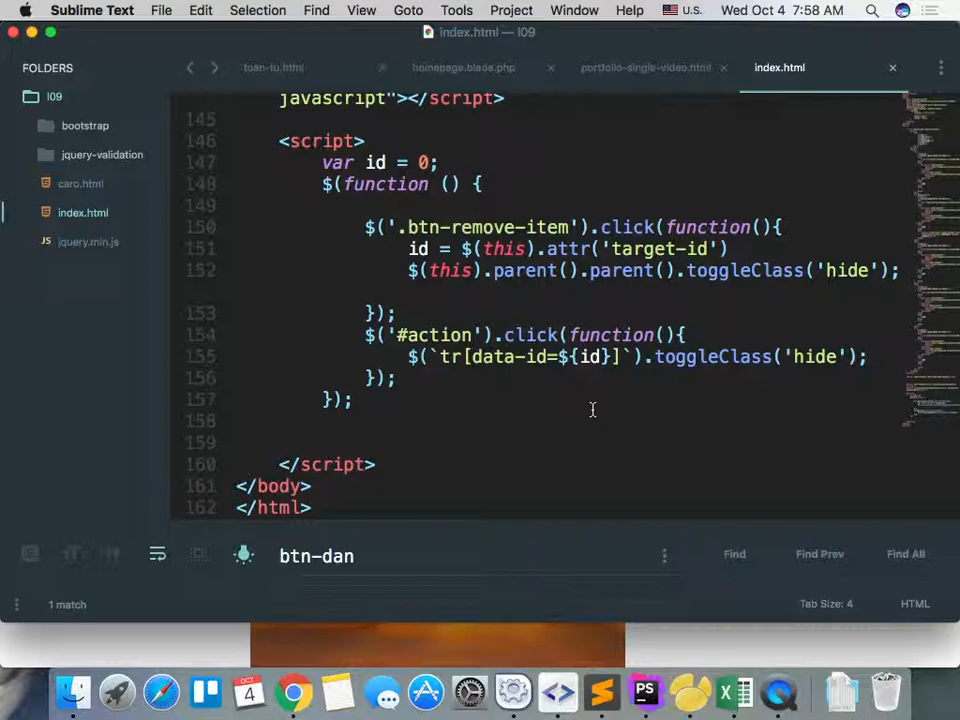 Sublime Text File Edit Selection Find View Goto Tools Project Window Help U.S. Wed Oct 4 7:58 AM
index.html — l09
FOLDERS
l09
bootstrap
jquery-validation
caro.html
index.html
jquery.min.js
toan-tu.html homepage.blade.php portfolio-single-video.html index.html
javascript"></script>
145
146 <script>
147 var id = 0;
148 $(function () {
149
150 $('.btn-remove-item').click(function(){
151 id = $(this).attr('target-id')
152 $(this).parent().parent().toggleClass('hide');
153 });
154 $('#action').click(function(){
155 $(`tr[data-id=${id}]`).toggleClass('hide');
156 });
157 });
158
159
160 </script>
161 </body>
162 </html>
btn-dan Find Find Prev Find All
1 match Tab Size: 4 HTML
OCT
4
PS